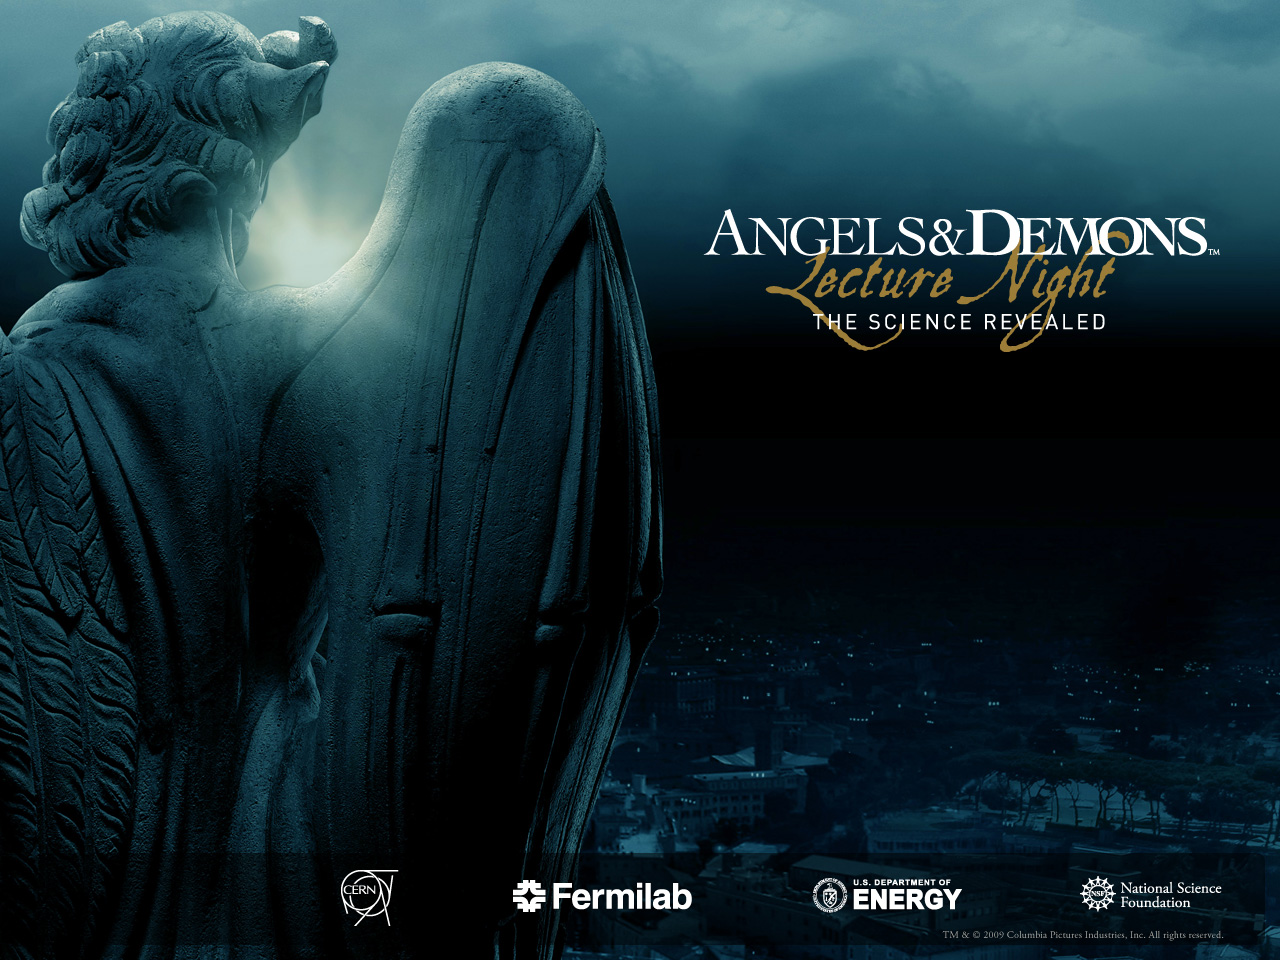 ANGELS & DEMONS™
Lecture Night
THE SCIENCE REVEALED
CERN
Fermilab
U.S. DEPARTMENT OF
ENERGY
NSF
National Science
Foundation
TM & © 2009 Columbia Pictures Industries, Inc. All rights reserved.